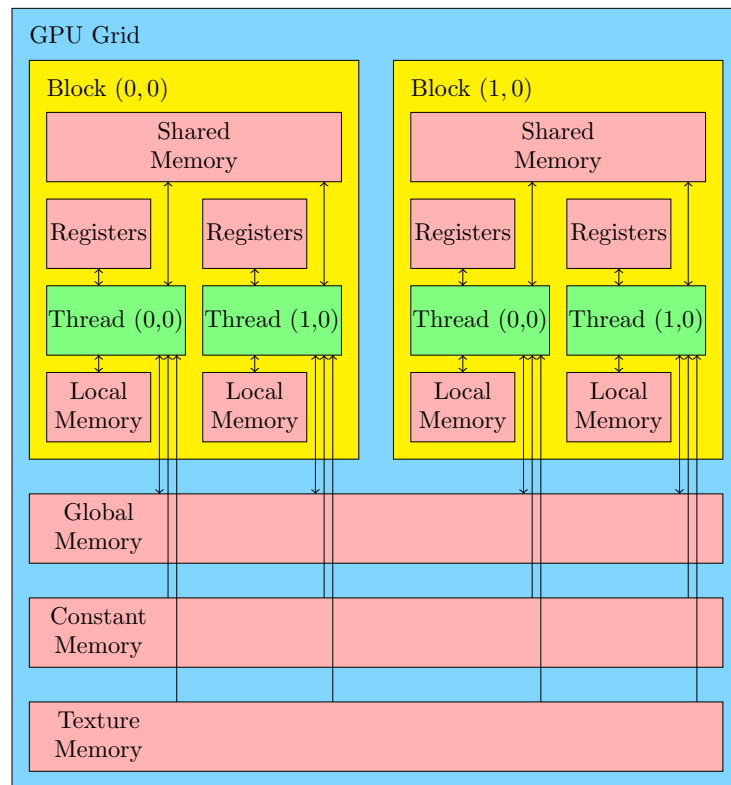 GPU Grid
Block (0, 0)
Shared
Memory
Registers
Registers
Thread (0,0)
Thread (1,0)
Local
Memory
Local
Memory
Block (1, 0)
Shared
Memory
Registers
Registers
Thread (0,0)
Thread (1,0)
Local
Memory
Local
Memory
Global
Memory
Constant
Memory
Texture
Memory